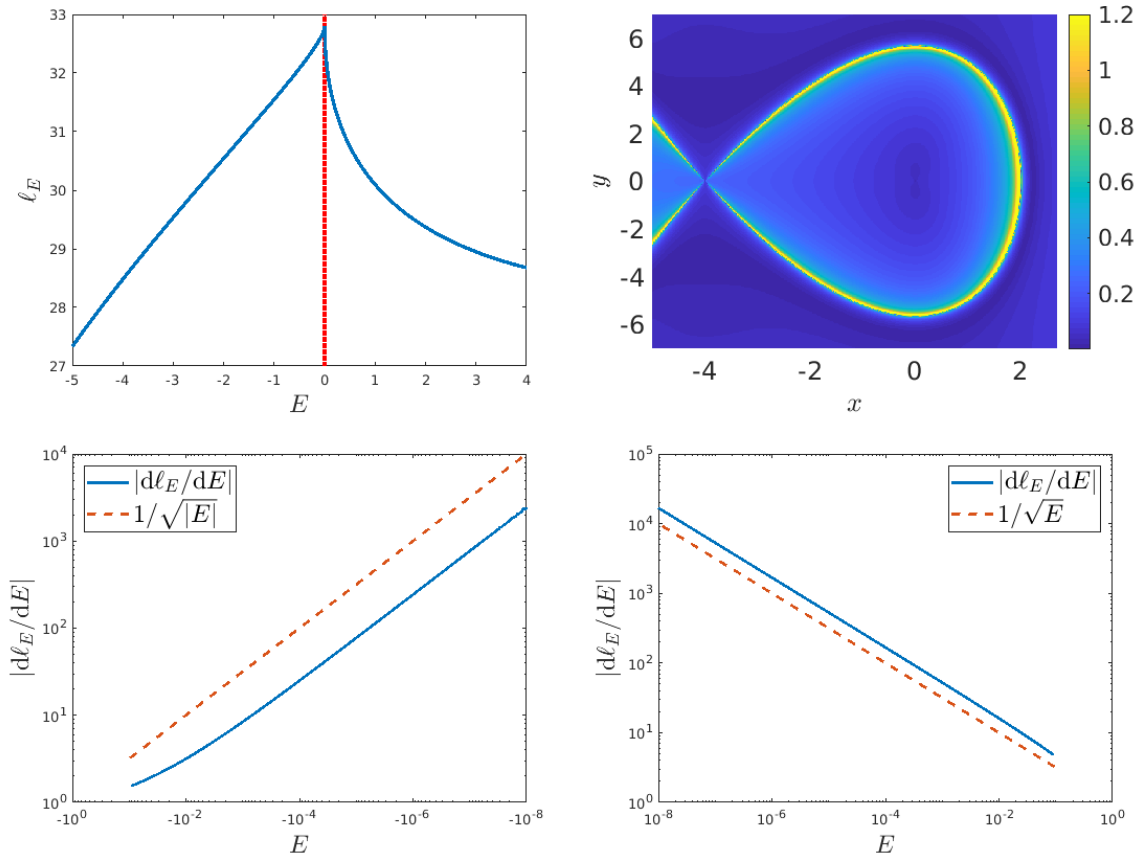 33
32
31
30
29
28
27
ℓ_E
-5 -4 -3 -2 -1 0 1 2 3 4
E
6
4
2
0
-2
-4
-6
y
-4 -2 0 2
x
1.2
1
0.8
0.6
0.4
0.2
|dℓ_E/dE|
1/√|E|
10^4
10^3
10^2
10^1
10^0
|dℓ_E/dE|
-10^0 -10^-2 -10^-4 -10^-6 -10^-8
E
|dℓ_E/dE|
1/√E
10^5
10^4
10^3
10^2
10^1
10^0
|dℓ_E/dE|
10^-8 10^-6 10^-4 10^-2 10^0
E